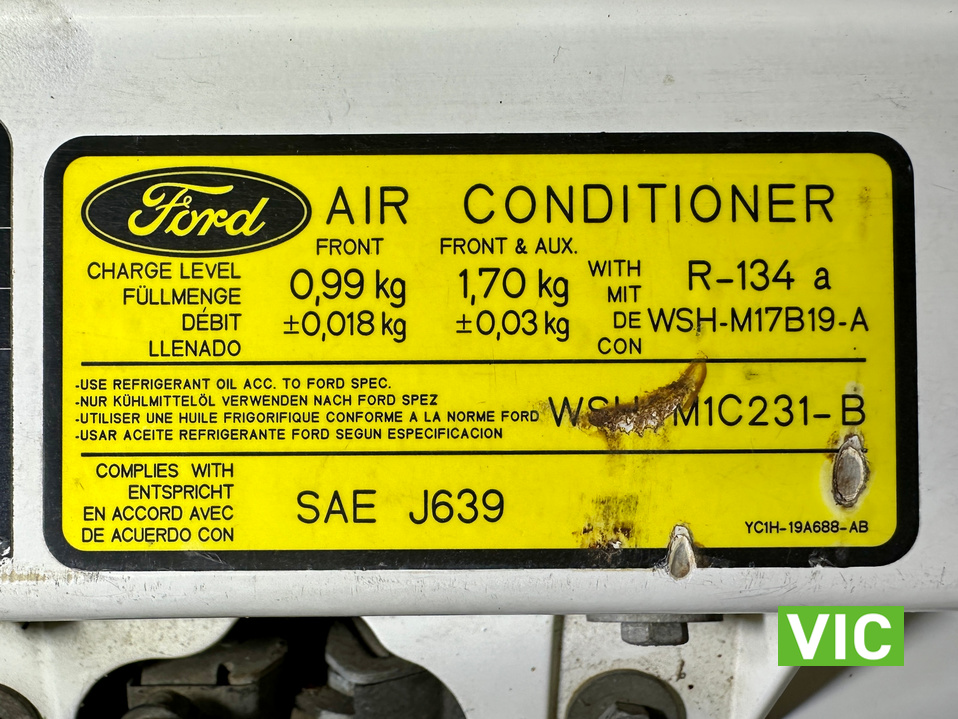 Ford AIR CONDITIONER
FRONT FRONT & AUX.
CHARGE LEVEL
FÜLLMENGE
DÉBIT
LLENADO
0,99 kg 1,70 kg
±0,018 kg ±0,03 kg
WITH
MIT
DE
CON
R-134 a
WSH-M17B19-A
-USE REFRIGERANT OIL ACC. TO FORD SPEC.
-NUR KÜHLMITTELÖL VERWENDEN NACH FORD SPEZ
-UTILISER UNE HUILE FRIGORIFIQUE CONFORME A LA NORME FORD
-USAR ACEITE REFRIGERANTE FORD SEGUN ESPECIFICACION
WSH-M1C231-B
COMPLIES WITH
ENTSPRICHT
EN ACCORD AVEC
DE ACUERDO CON
SAE J639
YC1H-19A688-AB
VIC